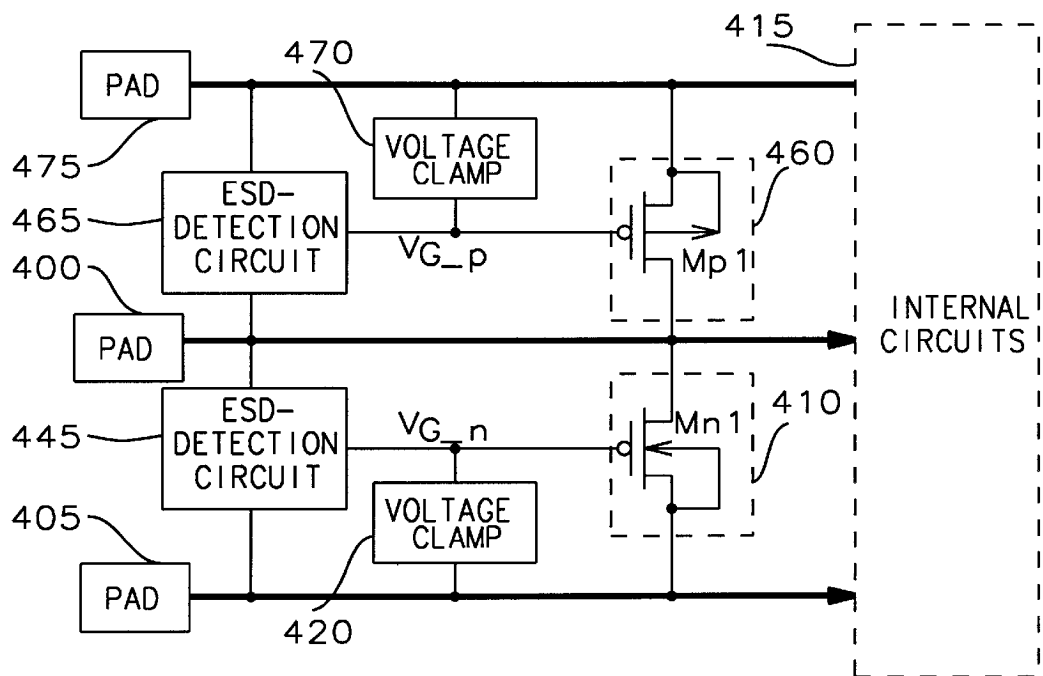 415
470
PAD
VOLTAGE
CLAMP
475
460
465
ESD-
DETECTION
CIRCUIT
VG_p
Mp1
400
INTERNAL
CIRCUITS
PAD
ESD-
DETECTION
CIRCUIT
445
VG_n
Mn1
410
405
VOLTAGE
CLAMP
PAD
420